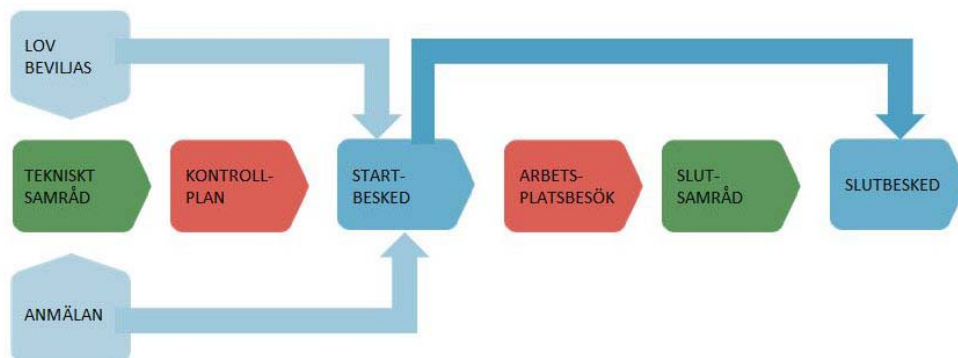 LOV
BEVILJAS
TEKNISKT
SAMRÅD
KONTROLL-
PLAN
START-
BESKED
ARBETS-
PLATSBESÖK
SLUT-
SAMRÅD
SLUTBESKED
ANMÄLAN